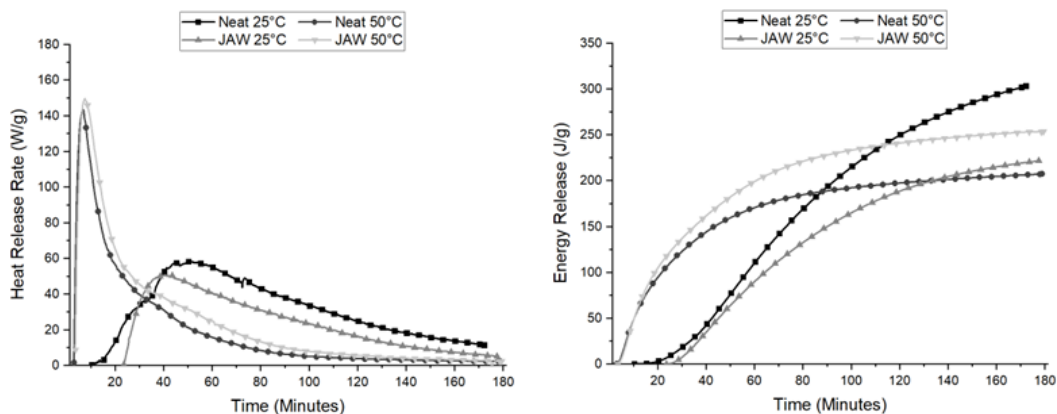 Neat 25°C Neat 50°C
JAW 25°C JAW 50°C
180
160
140
120
100
80
60
40
20
0
Heat Release Rate (W/g)
20 40 60 80 100 120 140 160 180
Time (Minutes)
Neat 25°C Neat 50°C
JAW 25°C JAW 50°C
300
250
200
150
100
50
0
Energy Release (J/g)
20 40 60 80 100 120 140 160 180
Time (Minutes)